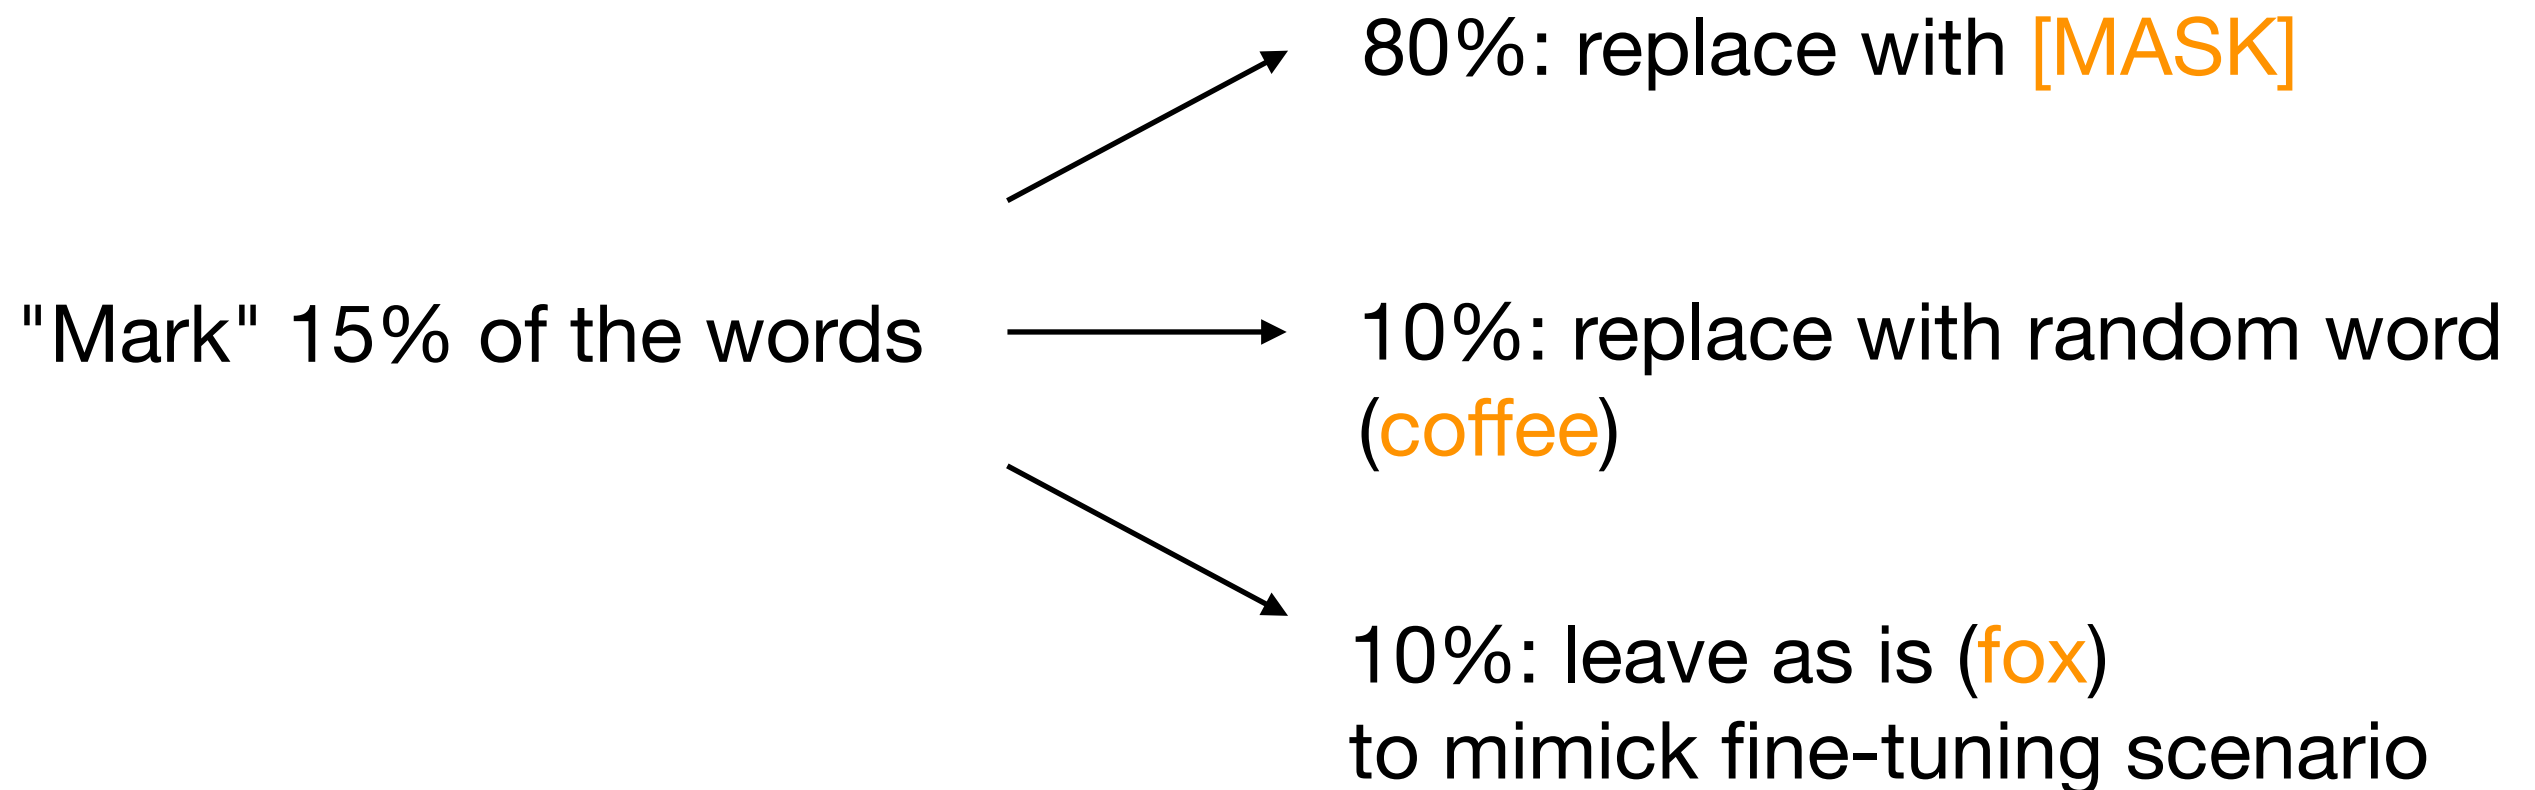 80%: replace with [MASK]
"Mark" 15% of the words
10%: replace with random word
(coffee)
10%: leave as is (fox)
to mimick fine-tuning scenario